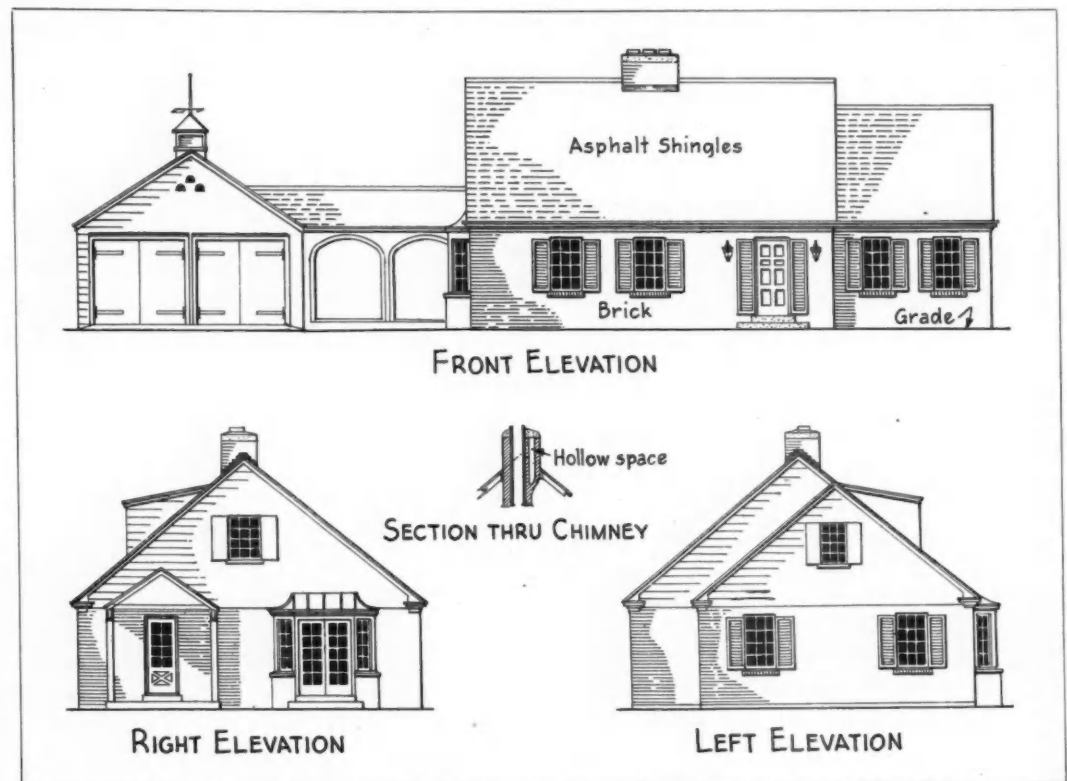 Asphalt Shingles
Brick
Grade
FRONT ELEVATION
Hollow space
SECTION THRU CHIMNEY
RIGHT ELEVATION
LEFT ELEVATION